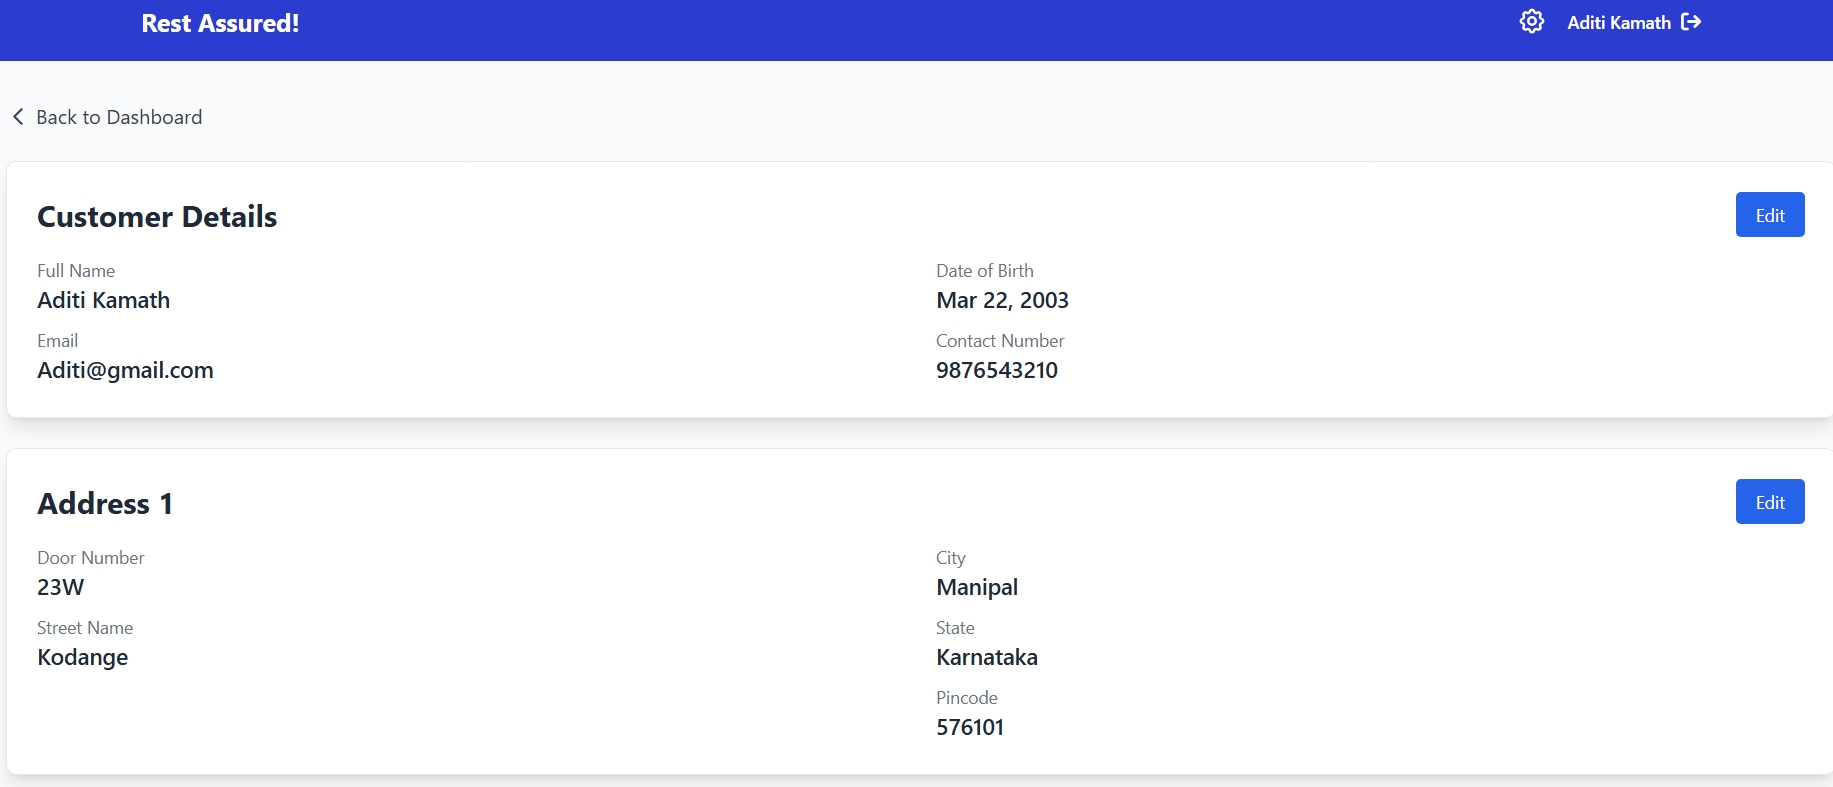 Rest Assured!
Aditi Kamath
Back to Dashboard
Customer Details
Edit
Full Name
Aditi Kamath
Date of Birth
Mar 22, 2003
Email
Aditi@gmail.com
Contact Number
9876543210
Address 1
Edit
Door Number
23W
City
Manipal
Street Name
Kodange
State
Karnataka
Pincode
576101